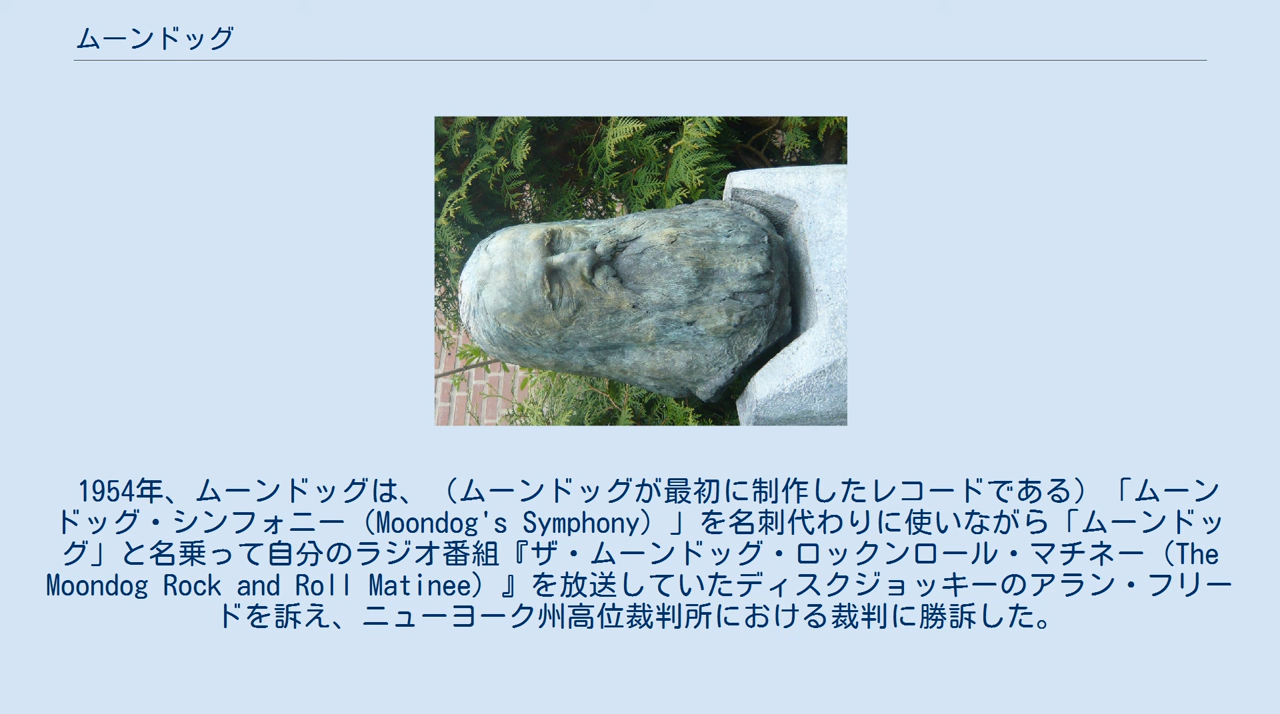 ムーンドッグ
1954年、ムーンドッグは、（ムーンドッグが最初に制作したレコードである）「ムーン
ドッグ・シンフォニー（Moondog's Symphony）」を名刺代わりに使いながら「ムーンドッ
グ」と名乗って自分のラジオ番組『ザ・ムーンドッグ・ロックンロール・マチネー（The
Moondog Rock and Roll Matinee）』を放送していたディスクジョッキーのアラン・フリー
ドを訴え、ニューヨーク州高位裁判所における裁判に勝訴した。